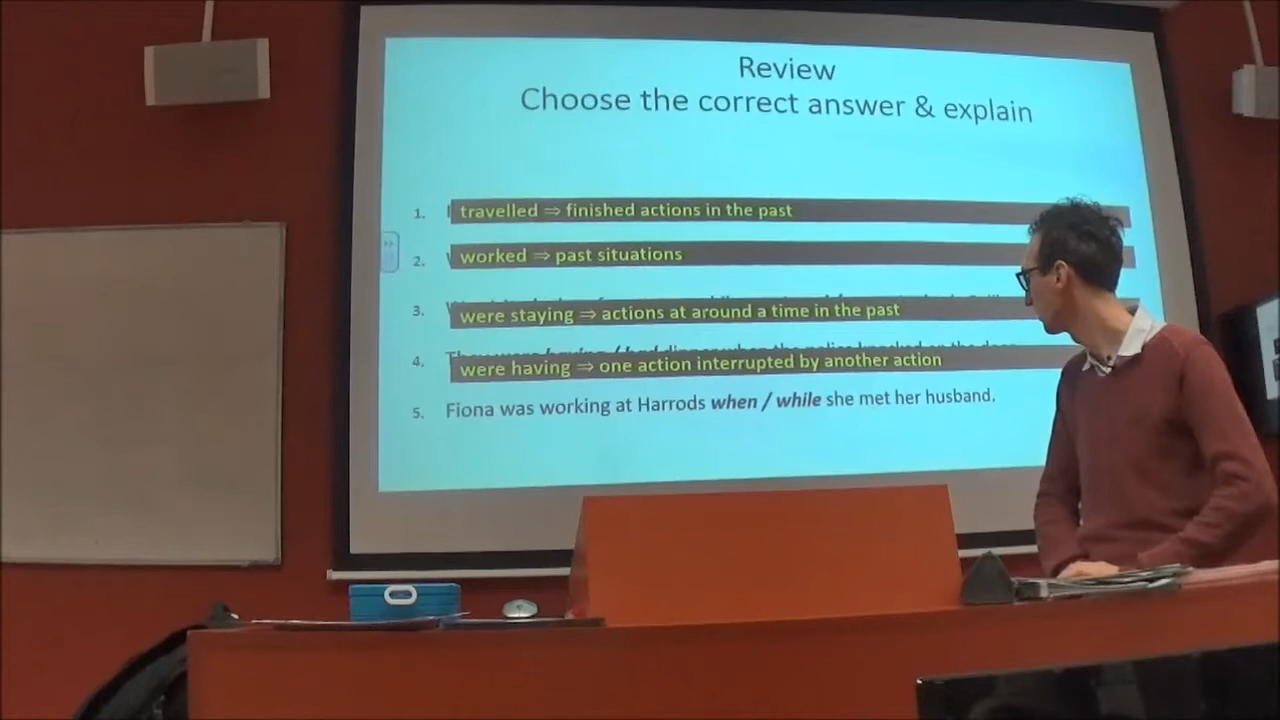 Review
Choose the correct answer & explain
1. travelled ⇒ finished actions in the past
2. worked ⇒ past situations
3. were staying ⇒ actions at around a time in the past
4. were having ⇒ one action interrupted by another action
5. Fiona was working at Harrods when / while she met her husband.